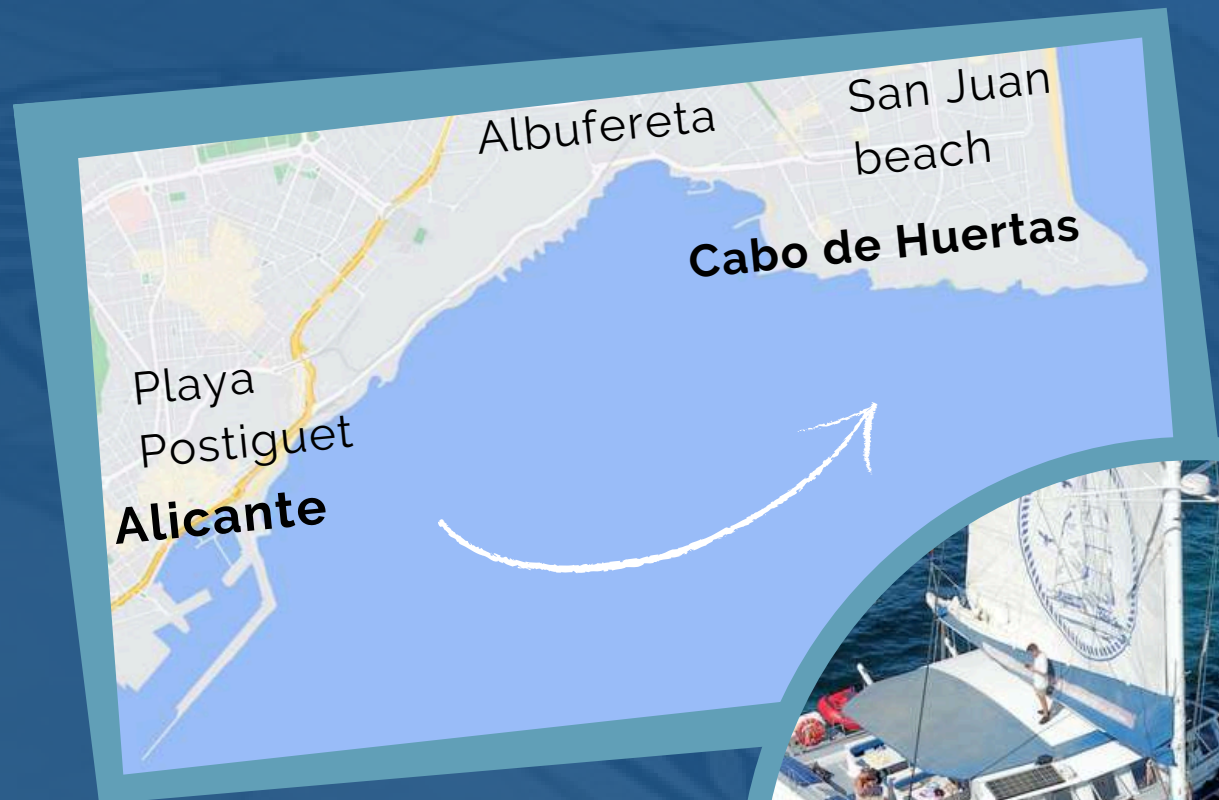 Albufereta
San Juan
beach
Cabo de Huertas
Playa
Postiguet
Alicante